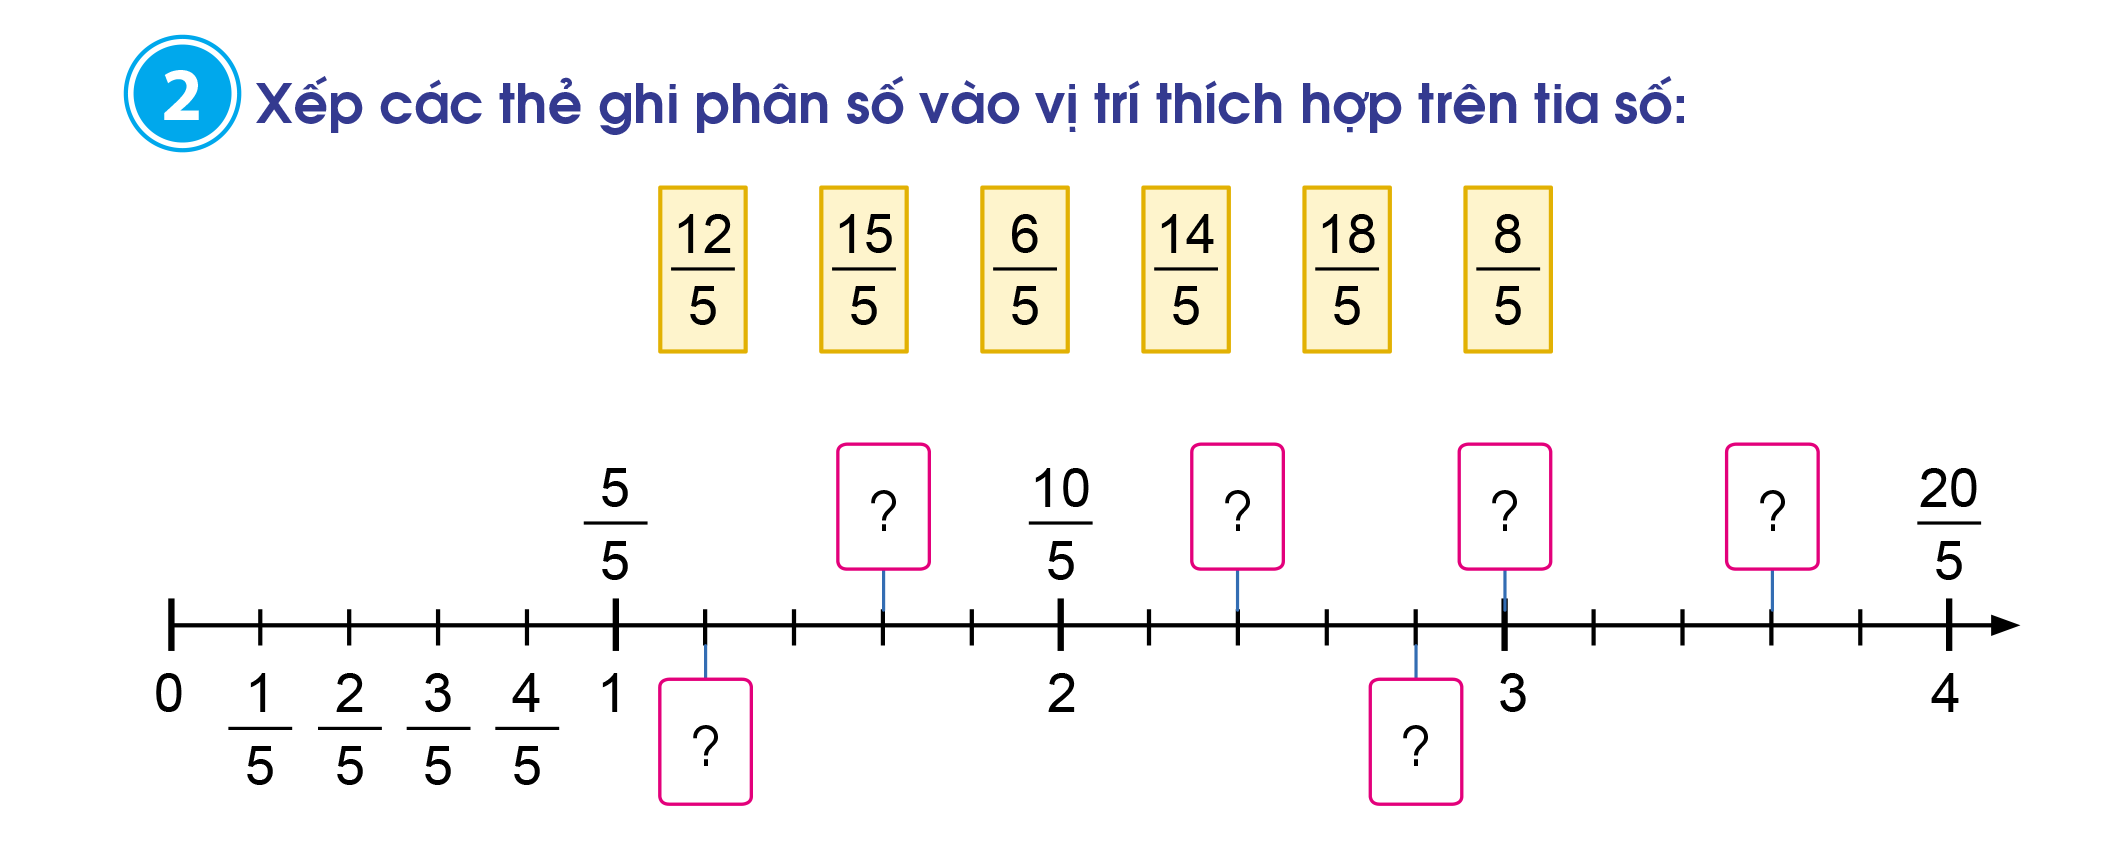 2 Xếp các thẻ ghi phân số vào vị trí thích hợp trên tia số:
12/5 15/5 6/5 14/5 18/5 8/5
5/5 ? 10/5 ? ? ? 20/5
0 1/5 2/5 3/5 4/5 1 ? 2 ? 3 4